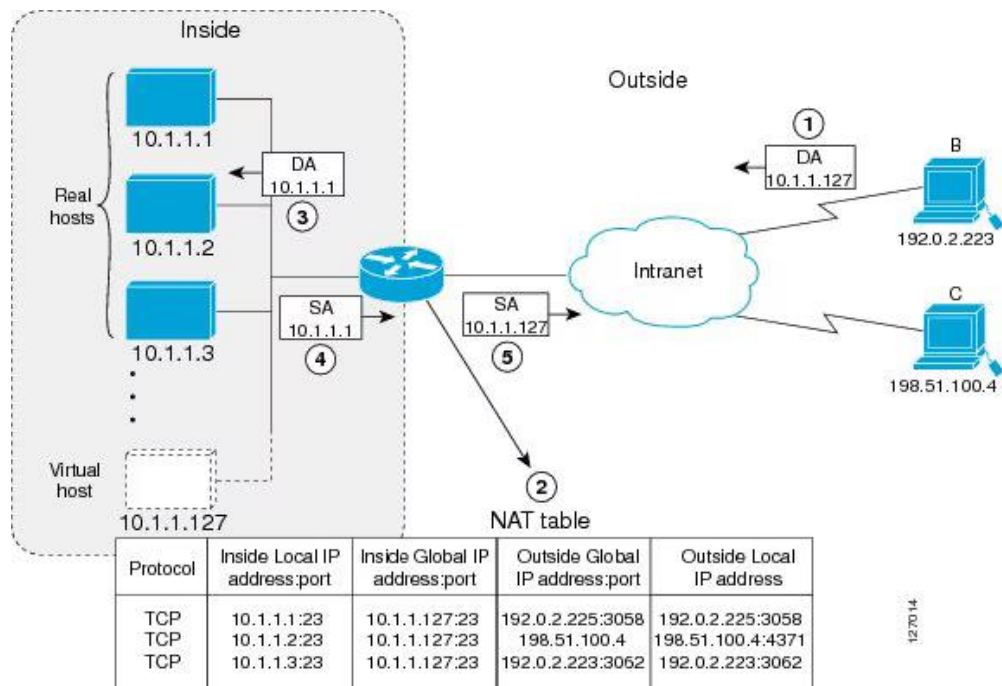 Inside
Outside
10.1.1.1
Real
hosts
10.1.1.2
10.1.1.3
Virtual
host
10.1.1.127
DA
10.1.1.1
3
SA
10.1.1.1
4
1
DA
10.1.1.127
SA
10.1.1.127
5
Intranet
B
192.0.2.223
C
198.51.100.4
2
NAT table
Protocol
Inside Local IP
address:port
Inside Global IP
address:port
Outside Global
IP address:port
Outside Local
IP address
TCP 10.1.1.1:23 10.1.1.127:23 192.0.2.225:3058 192.0.2.225:3058
TCP 10.1.1.2:23 10.1.1.127:23 198.51.100.4 198.51.100.4:4371
TCP 10.1.1.3:23 10.1.1.127:23 192.0.2.223:3062 192.0.2.223:3062
127014